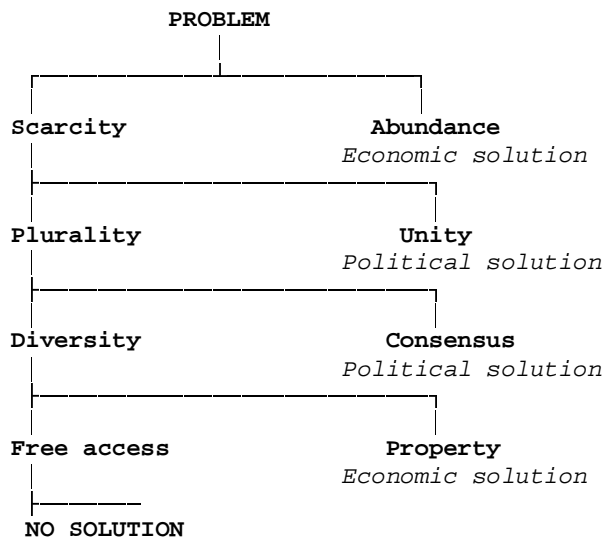 PROBLEM
Scarcity Abundance
Economic solution
Plurality Unity
Political solution
Diversity Consensus
Political solution
Free access Property
Economic solution
NO SOLUTION